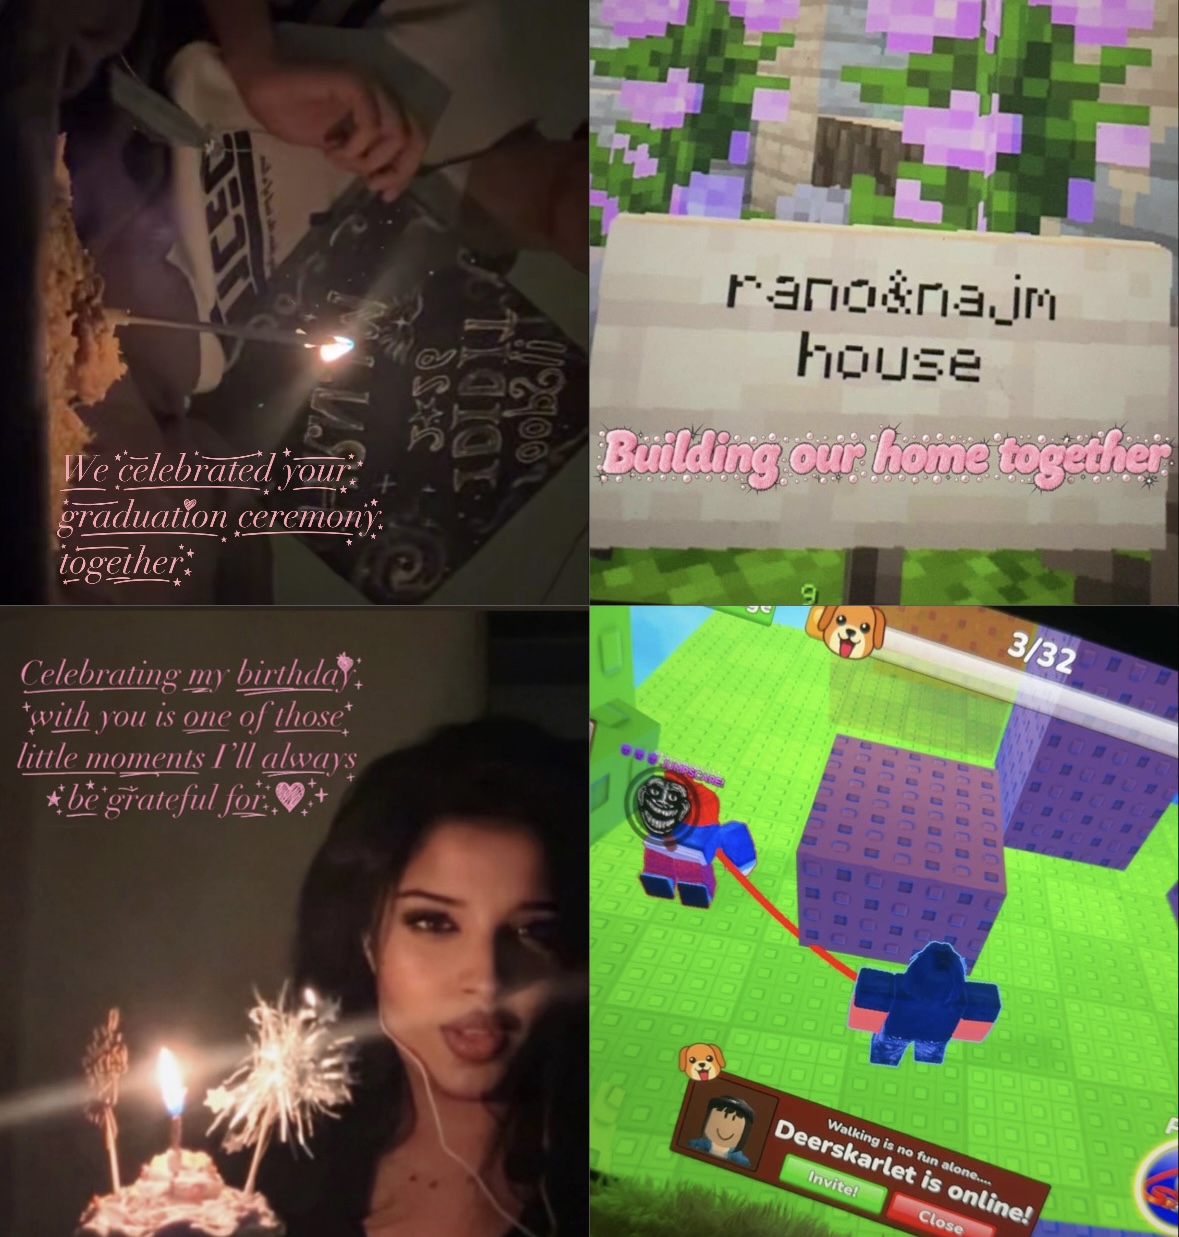 We celebrated your
graduation ceremony
together
rano&najm
house
Building our home together
Celebrating my birthday
with you is one of those
little moments I'll always
be grateful for.
3/32
Walking is no fun alone....
Deerskarlet is online!
Invite!
Close
I DID IT